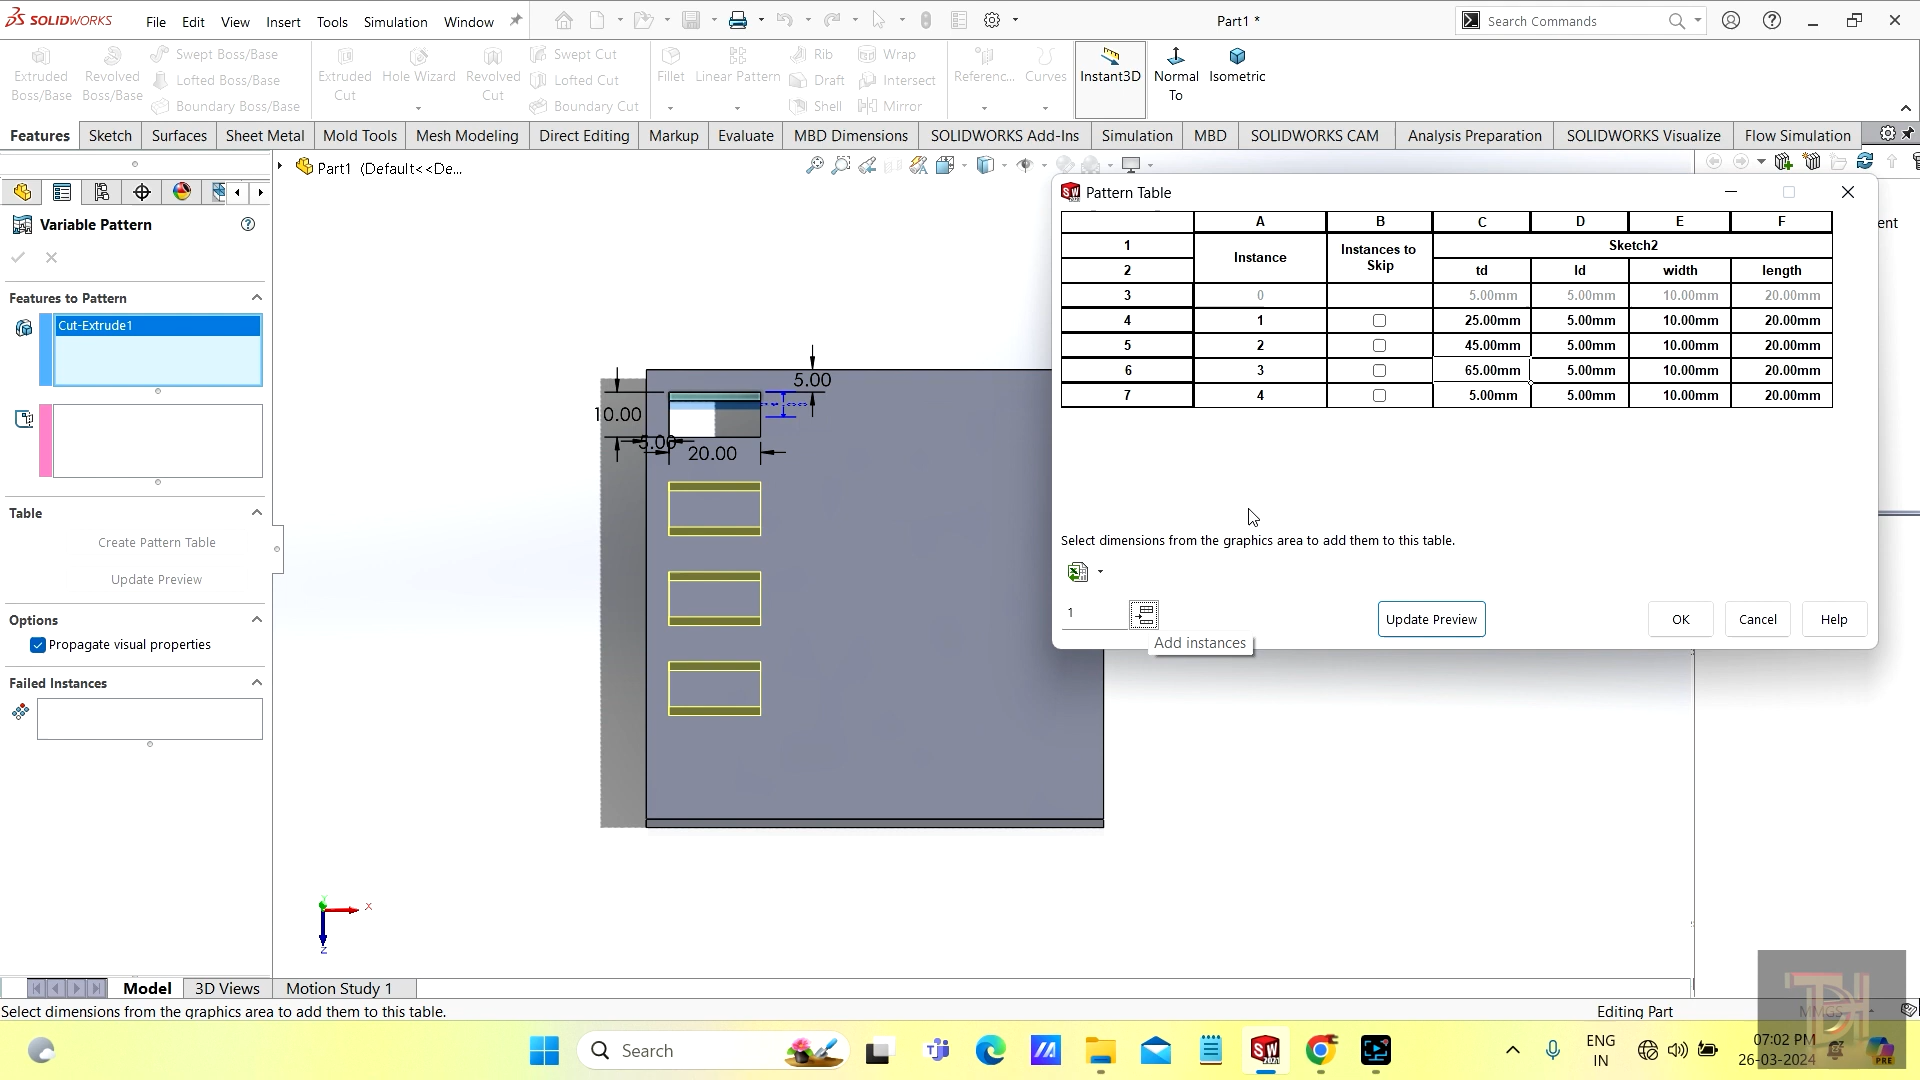 SOLIDWORKS File Edit View Insert Tools Simulation Window Part1 * Search Commands
Extruded Boss/Base
Revolved Boss/Base
Swept Boss/Base
Lofted Boss/Base
Boundary Boss/Base
Extruded Cut
Hole Wizard
Revolved Cut
Swept Cut
Lofted Cut
Boundary Cut
Fillet
Linear Pattern
Rib
Draft
Shell
Wrap
Intersect
Mirror
Referenc...
Curves
Instant3D
Normal To
Isometric
Features Sketch Surfaces Sheet Metal Mold Tools Mesh Modeling Direct Editing Markup Evaluate MBD Dimensions SOLIDWORKS Add-Ins Simulation MBD SOLIDWORKS CAM Analysis Preparation SOLIDWORKS Visualize Flow Simulation
Part1 (Default<<De...
Variable Pattern
Features to Pattern
Cut-Extrude1
Table
Create Pattern Table
Update Preview
Options
Propagate visual properties
Failed Instances
5.00
10.00
5.00
20.00
X
Z
Pattern Table
A B C D E F
1 Instance Instances to Skip Sketch2
2 td ld width length
3 0 5.00mm 5.00mm 10.00mm 20.00mm
4 1 25.00mm 5.00mm 10.00mm 20.00mm
5 2 45.00mm 5.00mm 10.00mm 20.00mm
6 3 65.00mm 5.00mm 10.00mm 20.00mm
7 4 5.00mm 5.00mm 10.00mm 20.00mm
Select dimensions from the graphics area to add them to this table.
1 Update Preview OK Cancel Help
Add instances
ent
Model 3D Views Motion Study 1
Select dimensions from the graphics area to add them to this table. Editing Part MMGS
Search
ENG
IN
07:02 PM
26-03-2024
PRE